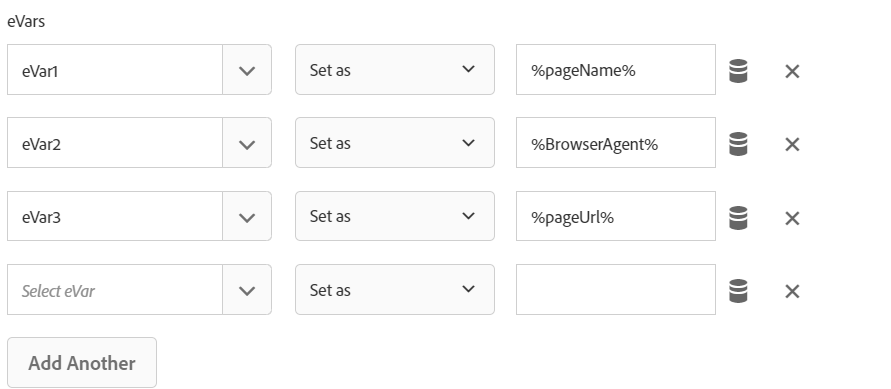 eVars
eVar1 Set as %pageName%
eVar2 Set as %BrowserAgent%
eVar3 Set as %pageUrl%
Select eVar Set as
Add Another